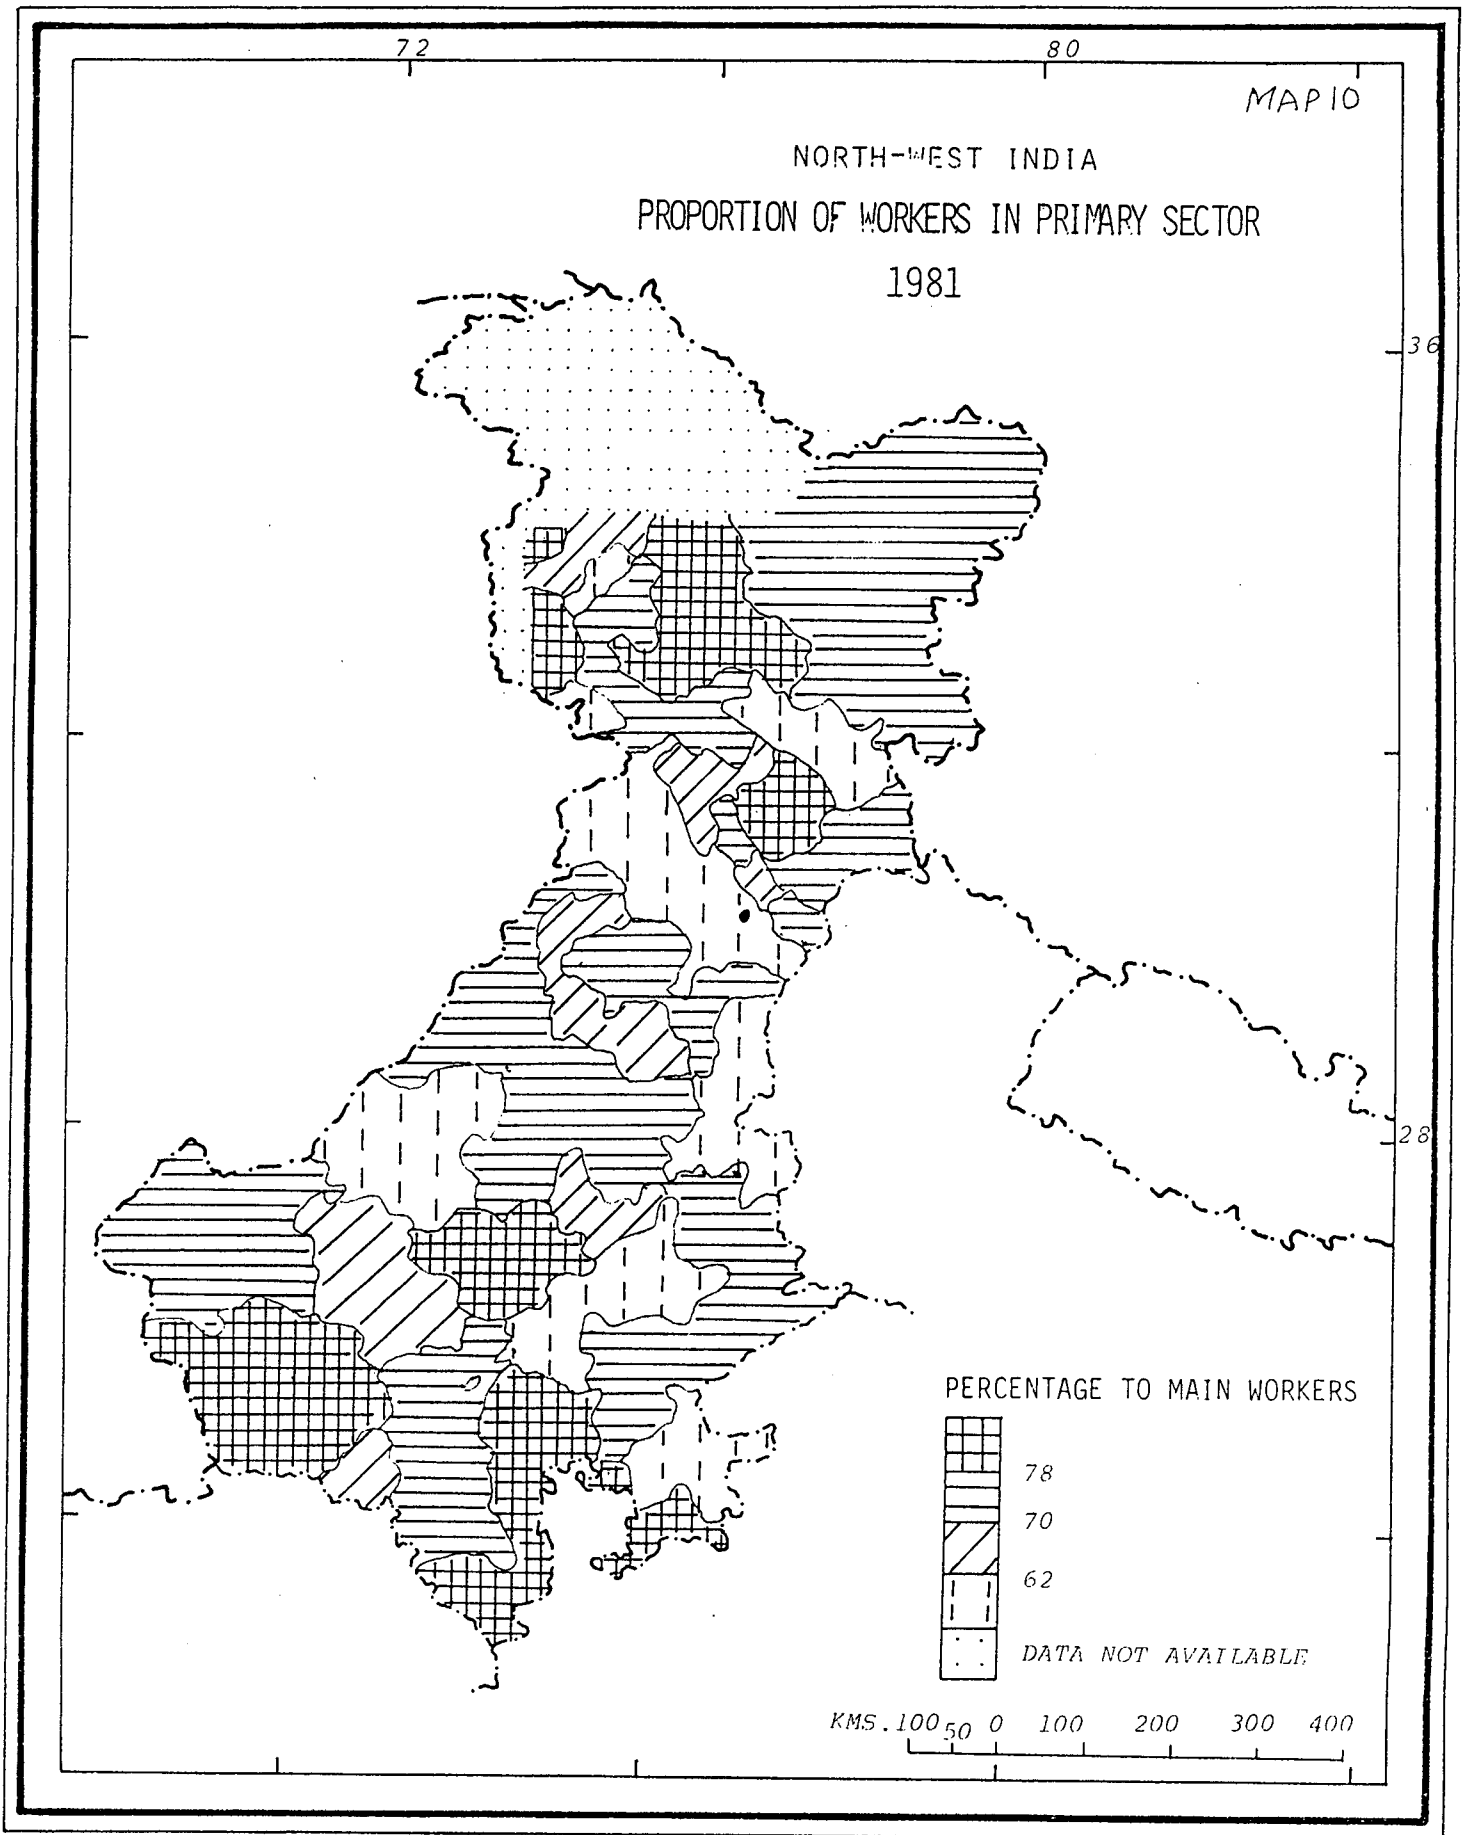 72 80
MAP 10
NORTH-WEST INDIA
PROPORTION OF WORKERS IN PRIMARY SECTOR
1981
36
28
PERCENTAGE TO MAIN WORKERS
78
70
62
DATA NOT AVAILABLE
KMS. 100 50 0 100 200 300 400